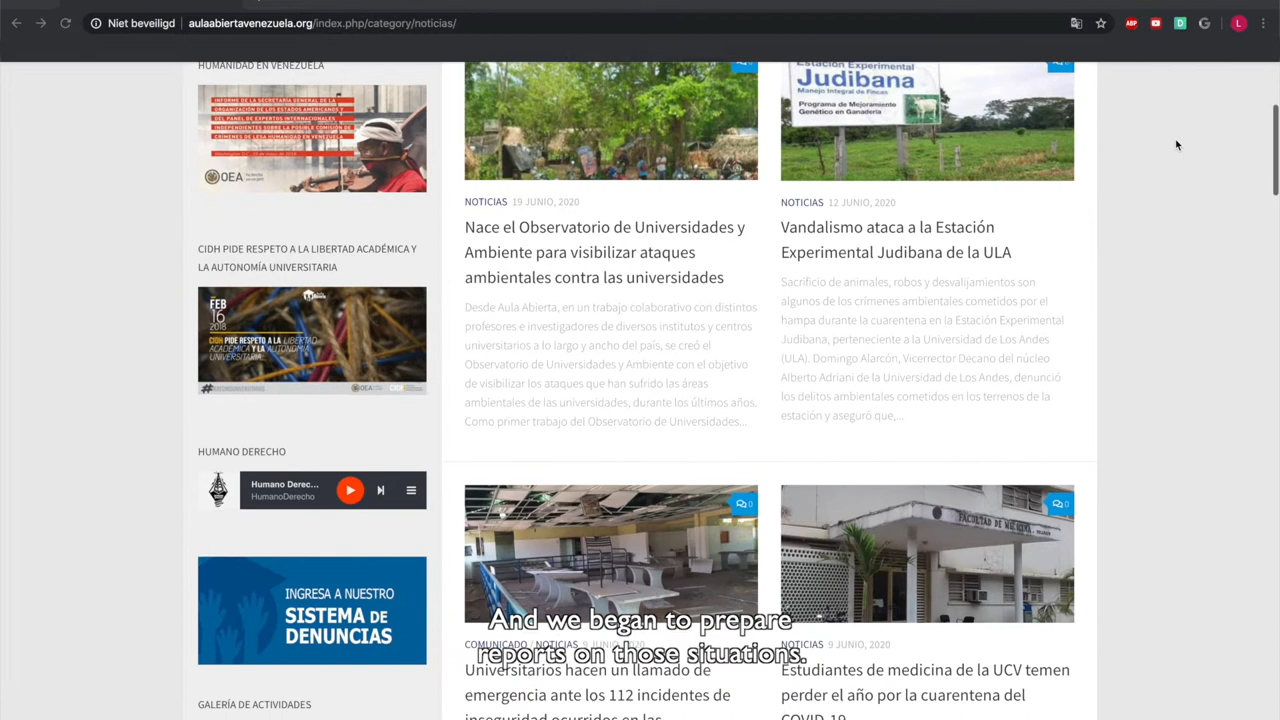 Niet beveiligd
aulaabiertavenezuela.org/index.php/category/noticias/
ABP
D
G
L
HUMANIDAD EN VENEZUELA
INFORME DE LA SECRETARÍA GENERAL DE LA
ORGANIZACIÓN DE LOS ESTADOS AMERICANOS Y
DEL PANEL DE EXPERTOS INTERNACIONALES
INDEPENDIENTES SOBRE LA POSIBLE COMISIÓN DE
CRÍMENES DE LESA HUMANIDAD EN VENEZUELA
OEA
CIDH PIDE RESPETO A LA LIBERTAD ACADÉMICA Y
LA AUTONOMÍA UNIVERSITARIA
FEB
16
2018
CIDH PIDE RESPETO A LA LIBERTAD
ACADÉMICA Y LA AUTONOMÍA
UNIVERSITARIA
OEA
CIDH
HUMANO DERECHO
Humano Derec...
HumanoDerecho
INGRESA A NUESTRO
SISTEMA DE
DENUNCIAS
GALERÍA DE ACTIVIDADES
NOTICIAS 19 JUNIO, 2020
Nace el Observatorio de Universidades y
Ambiente para visibilizar ataques
ambientales contra las universidades
Desde Aula Abierta, en un trabajo colaborativo con distintos
profesores e investigadores de diversos institutos y centros
universitarios a lo largo y ancho del país, se creó el
Observatorio de Universidades y Ambiente con el objetivo
de visibilizar los ataques que han sufrido las áreas
ambientales de las universidades, durante los últimos años.
Como primer trabajo del Observatorio de Universidades...
Estación Experimental
Judibana
Manejo Integral de Fincas
Programa de Mejoramiento
Genético en Ganadería
NOTICIAS 12 JUNIO, 2020
Vandalismo ataca a la Estación
Experimental Judibana de la ULA
Sacrificio de animales, robos y desvalijamientos son
algunos de los crímenes ambientales cometidos por el
hampa durante la cuarentena en la Estación Experimental
Judibana, perteneciente a la Universidad de Los Andes
(ULA). Domingo Alarcón, Vicerrector Decano del núcleo
Alberto Adriani de la Universidad de Los Andes, denunció
los delitos ambientales cometidos en los terrenos de la
estación y aseguró que,...
0
COMUNICADO / NOTICIAS 9 JUNIO, 2020
Universitarios hacen un llamado de
emergencia ante los 112 incidentes de
inseguridad ocurridos en las
0
FACULTAD DE MEDICINA
NOTICIAS 9 JUNIO, 2020
Estudiantes de medicina de la UCV temen
perder el año por la cuarentena del
COVID-19
And we began to prepare
reports on those situations.